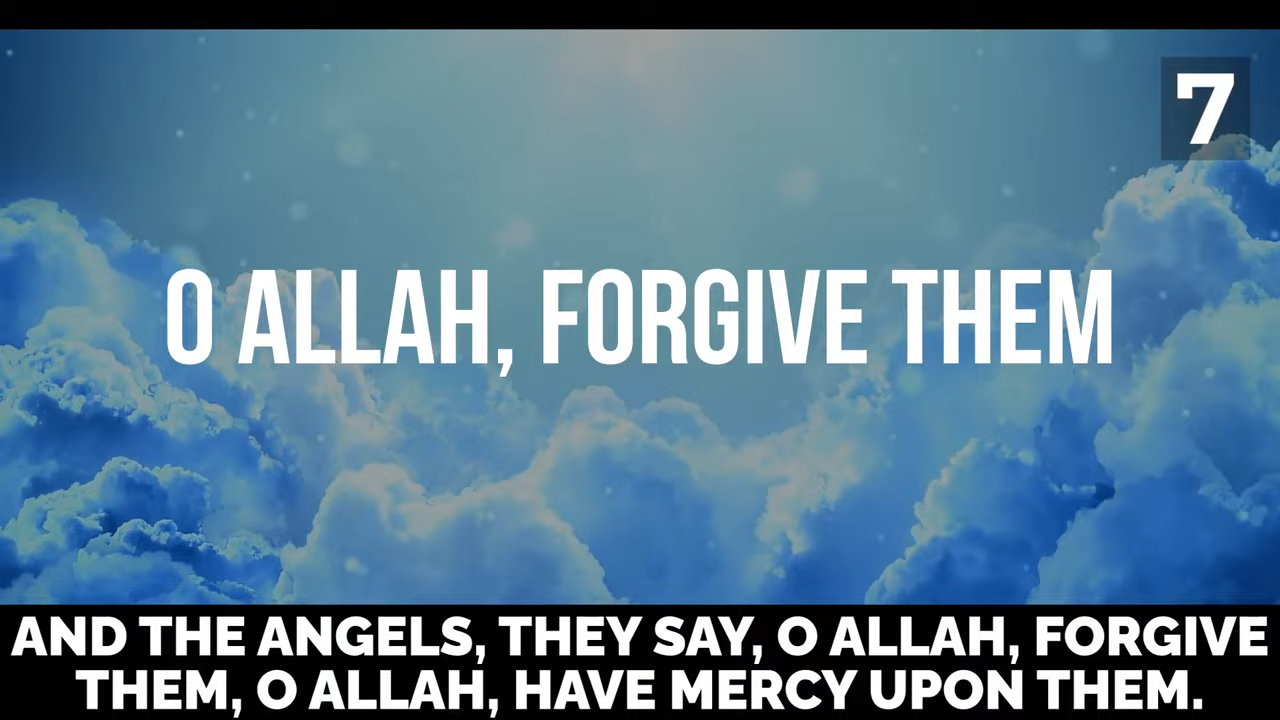 7
O ALLAH, FORGIVE THEM
AND THE ANGELS, THEY SAY, O ALLAH, FORGIVE
THEM, O ALLAH, HAVE MERCY UPON THEM.